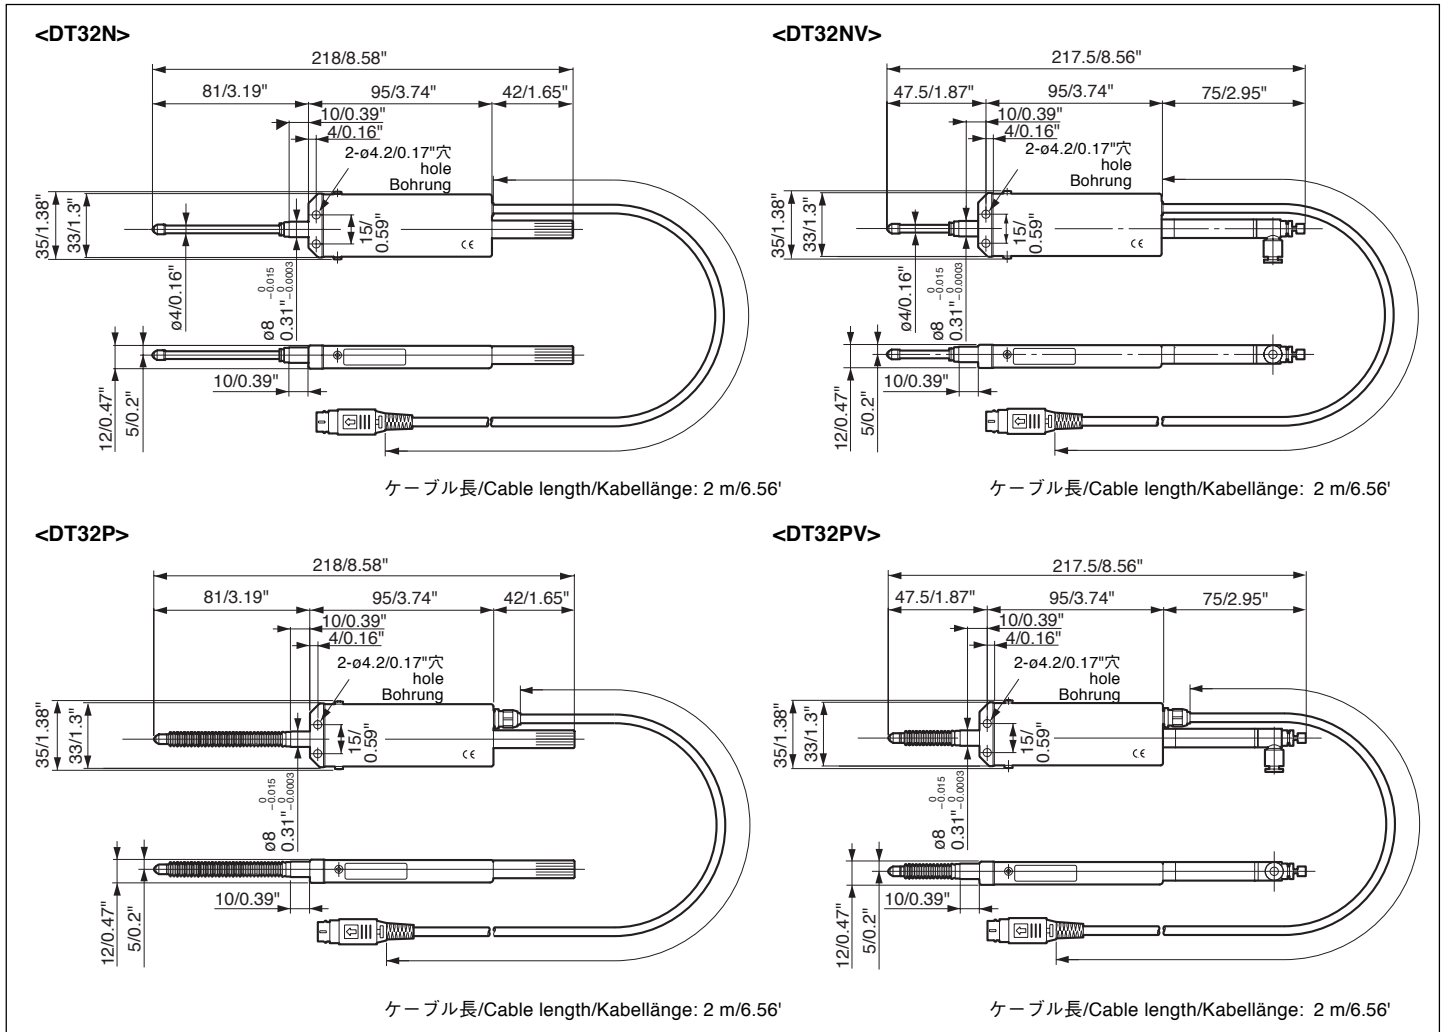 <DT32N>
218/8.58"
81/3.19"
95/3.74"
42/1.65"
10/0.39"
4/0.16"
2-ø4.2/0.17"穴
hole
Bohrung
35/1.38"
33/1.3"
15/
0.59"
CE
ø4/0.16"
ø8 0 -0.015
0.31" 0 -0.0003
10/0.39"
12/0.47"
5/0.2"
ケーブル長/Cable length/Kabellänge: 2 m/6.56'
<DT32NV>
217.5/8.56"
47.5/1.87"
95/3.74"
75/2.95"
10/0.39"
4/0.16"
2-ø4.2/0.17"穴
hole
Bohrung
35/1.38"
33/1.3"
15/
0.59"
CE
ø4/0.16"
ø8 0 -0.015
0.31" 0 -0.0003
10/0.39"
12/0.47"
5/0.2"
ケーブル長/Cable length/Kabellänge: 2 m/6.56'
<DT32P>
218/8.58"
81/3.19"
95/3.74"
42/1.65"
10/0.39"
4/0.16"
2-ø4.2/0.17"穴
hole
Bohrung
35/1.38"
33/1.3"
15/
0.59"
CE
ø8 0 -0.015
0.31" 0 -0.0003
10/0.39"
12/0.47"
5/0.2"
ケーブル長/Cable length/Kabellänge: 2 m/6.56'
<DT32PV>
217.5/8.56"
47.5/1.87"
95/3.74"
75/2.95"
10/0.39"
4/0.16"
2-ø4.2/0.17"穴
hole
Bohrung
35/1.38"
33/1.3"
15/
0.59"
CE
ø8 0 -0.015
0.31" 0 -0.0003
10/0.39"
12/0.47"
5/0.2"
ケーブル長/Cable length/Kabellänge: 2 m/6.56'